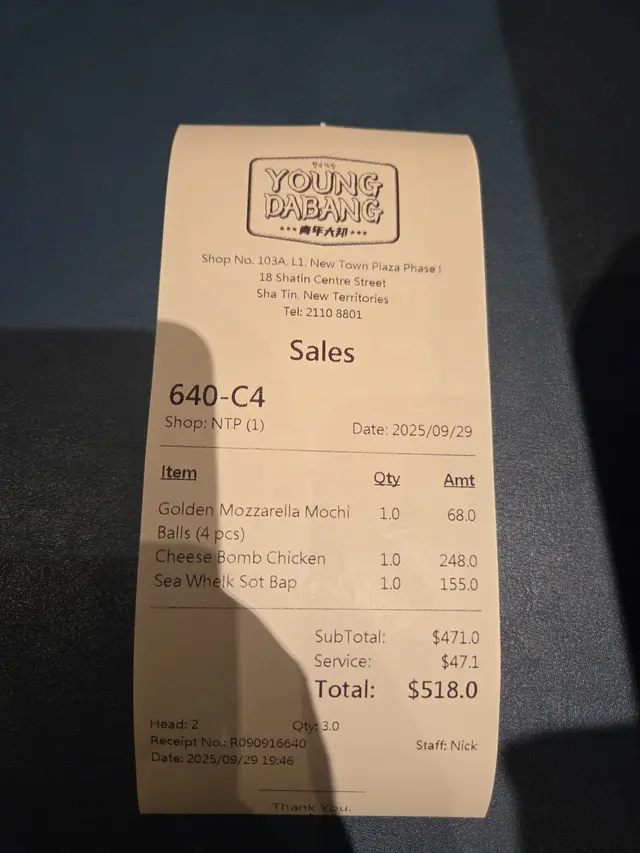 YOUNG
DABANG
青年大邦
Shop No. 103A, L1, New Town Plaza Phase I
18 Shatin Centre Street
Sha Tin, New Territories
Tel: 2110 8801
Sales
640-C4
Shop: NTP (1)
Date: 2025/09/29
Item Qty Amt
Golden Mozzarella Mochi 1.0 68.0
Balls (4 pcs)
Cheese Bomb Chicken 1.0 248.0
Sea Whelk Sot Bap 1.0 155.0
SubTotal: $471.0
Service: $47.1
Total: $518.0
Head: 2 Qty: 3.0
Receipt No.: R090916640 Staff: Nick
Date: 2025/09/29 19:46
Thank You.